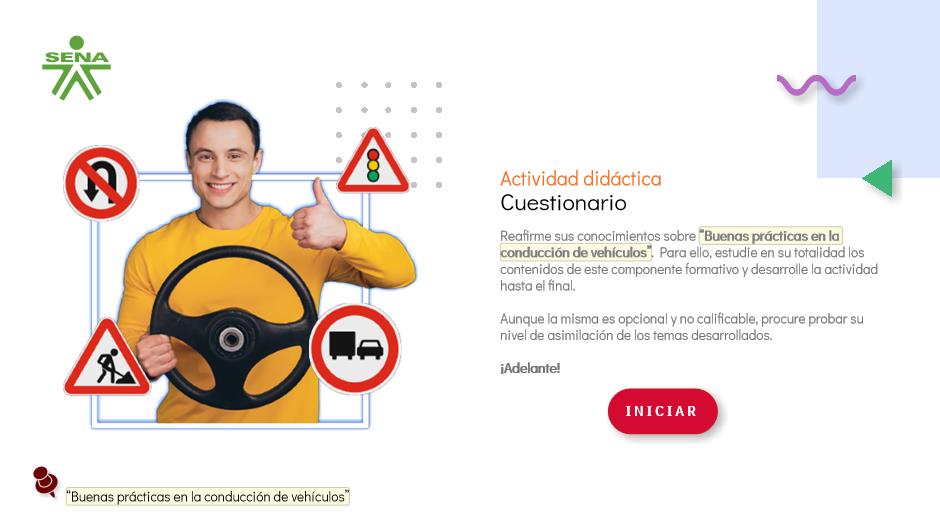 SENA
Actividad didáctica
Cuestionario
Reafirme sus conocimientos sobre “Buenas prácticas en la
conducción de vehículos”. Para ello, estudie en su totalidad los
contenidos de este componente formativo y desarrolle la actividad
hasta el final.
Aunque la misma es opcional y no calificable, procure probar su
nivel de asimilación de los temas desarrollados.
¡Adelante!
INICIAR
“Buenas prácticas en la conducción de vehículos”